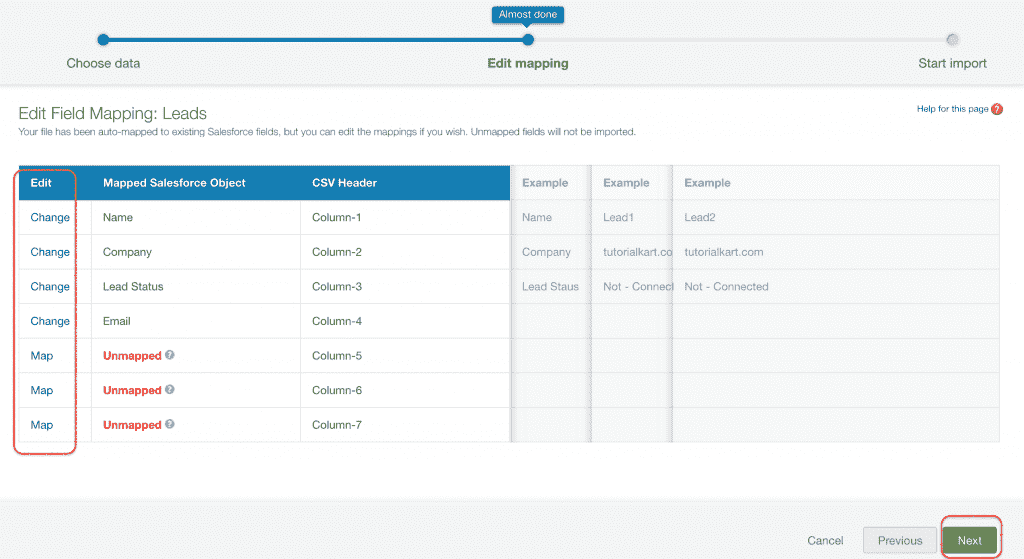 Almost done
Choose data
Edit mapping
Start import
Edit Field Mapping: Leads
Help for this page ?
Your file has been auto-mapped to existing Salesforce fields, but you can edit the mappings if you wish. Unmapped fields will not be imported.
Edit Mapped Salesforce Object CSV Header Example Example Example
Change Name Column-1 Name Lead1 Lead2
Change Company Column-2 Company tutorialkart.co tutorialkart.com
Change Lead Status Column-3 Lead Staus Not - Connect Not - Connected
Change Email Column-4
Map Unmapped ? Column-5
Map Unmapped ? Column-6
Map Unmapped ? Column-7
Cancel Previous Next